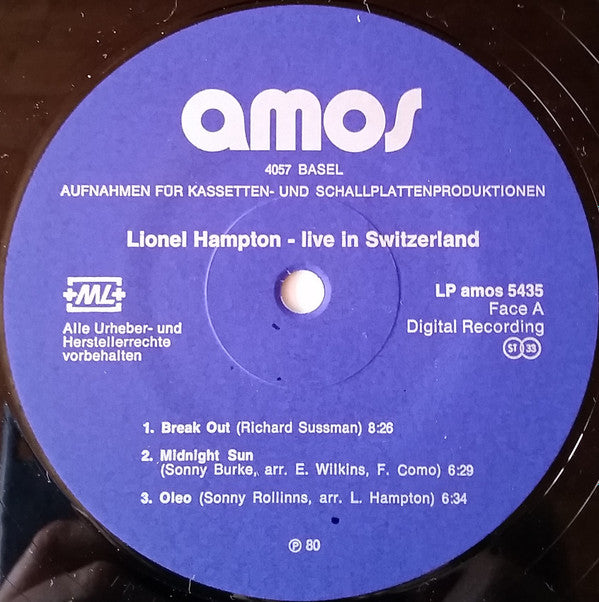 amos
4057 BASEL
AUFNAHMEN FÜR KASSETTEN- UND SCHALLPLATTENPRODUKTIONEN
Lionel Hampton - live in Switzerland
+ML+
Alle Urheber- und
Herstellerrechte
vorbehalten
LP amos 5435
Face A
Digital Recording
ST 33
1. Break Out (Richard Sussman) 8:26
2. Midnight Sun
(Sonny Burke, arr. E. Wilkins, F. Como) 6:29
3. Oleo (Sonny Rollinns, arr. L. Hampton) 6:34
℗ 80